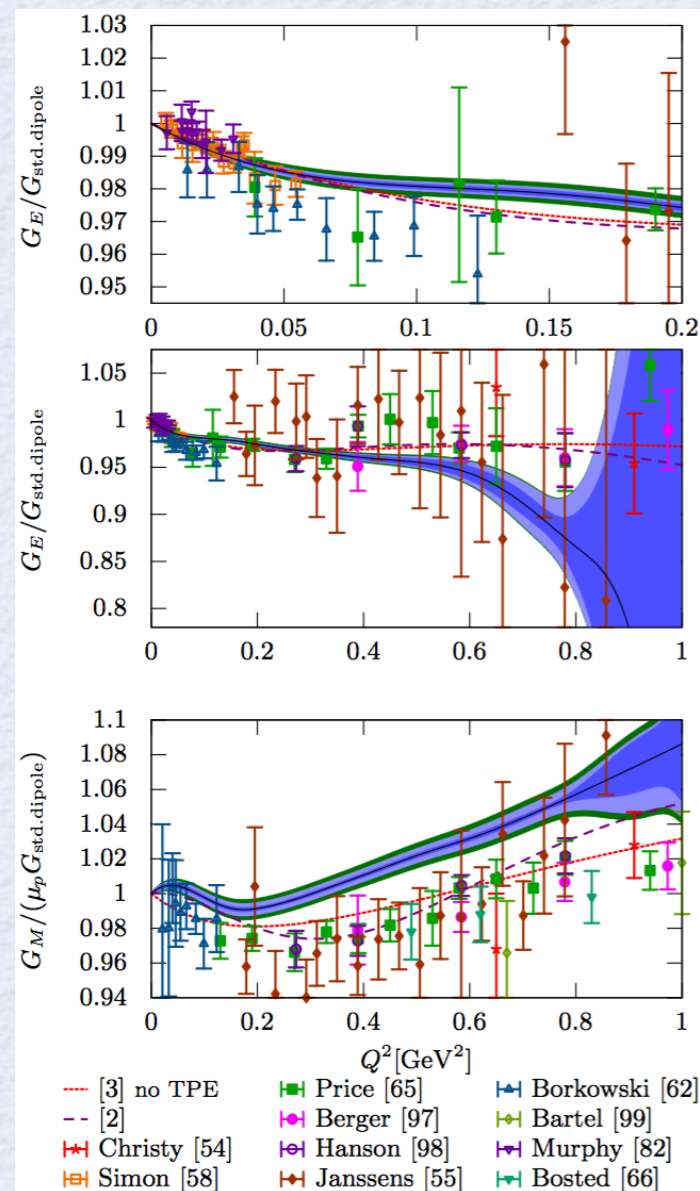 1.03
1.02
1.01
1
0.99
0.98
0.97
0.96
0.95
G_E/G_std.dipole
0 0.05 0.1 0.15 0.2
1.05
1
0.95
0.9
0.85
0.8
G_E/G_std.dipole
0 0.2 0.4 0.6 0.8 1
1.1
1.08
1.06
1.04
1.02
1
0.98
0.96
0.94
G_M/(μ_pG_std.dipole)
0 0.2 0.4 0.6 0.8 1
Q² [GeV²]
[3] no TPE Price [65] Borkowski [62]
[2] Berger [97] Bartel [99]
Christy [54] Hanson [98] Murphy [82]
Simon [58] Janssens [55] Bosted [66]